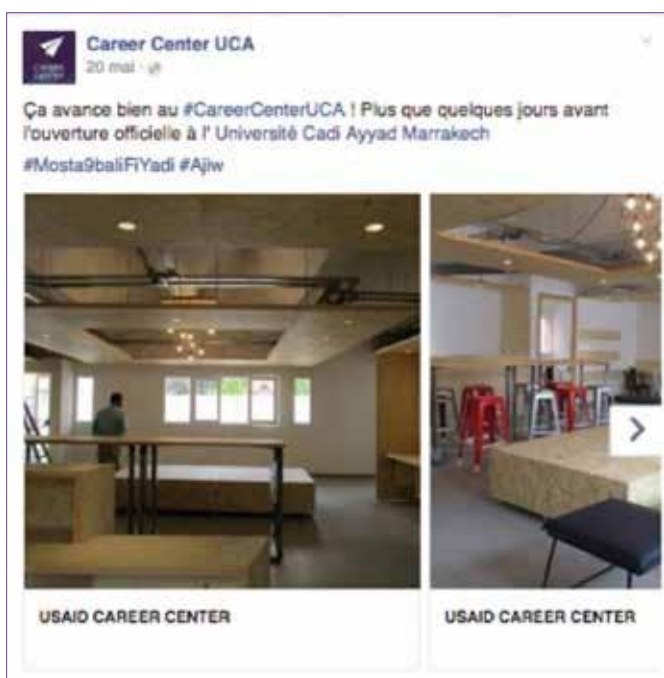 Career Center UCA
20 mai
Ça avance bien au #CareerCenterUCA ! Plus que quelques jours avant
l'ouverture officielle à l' Université Cadi Ayyad Marrakech
#Mosta9baliFiYadi #Ajiw
USAID CAREER CENTER
USAID CAREER CENTER